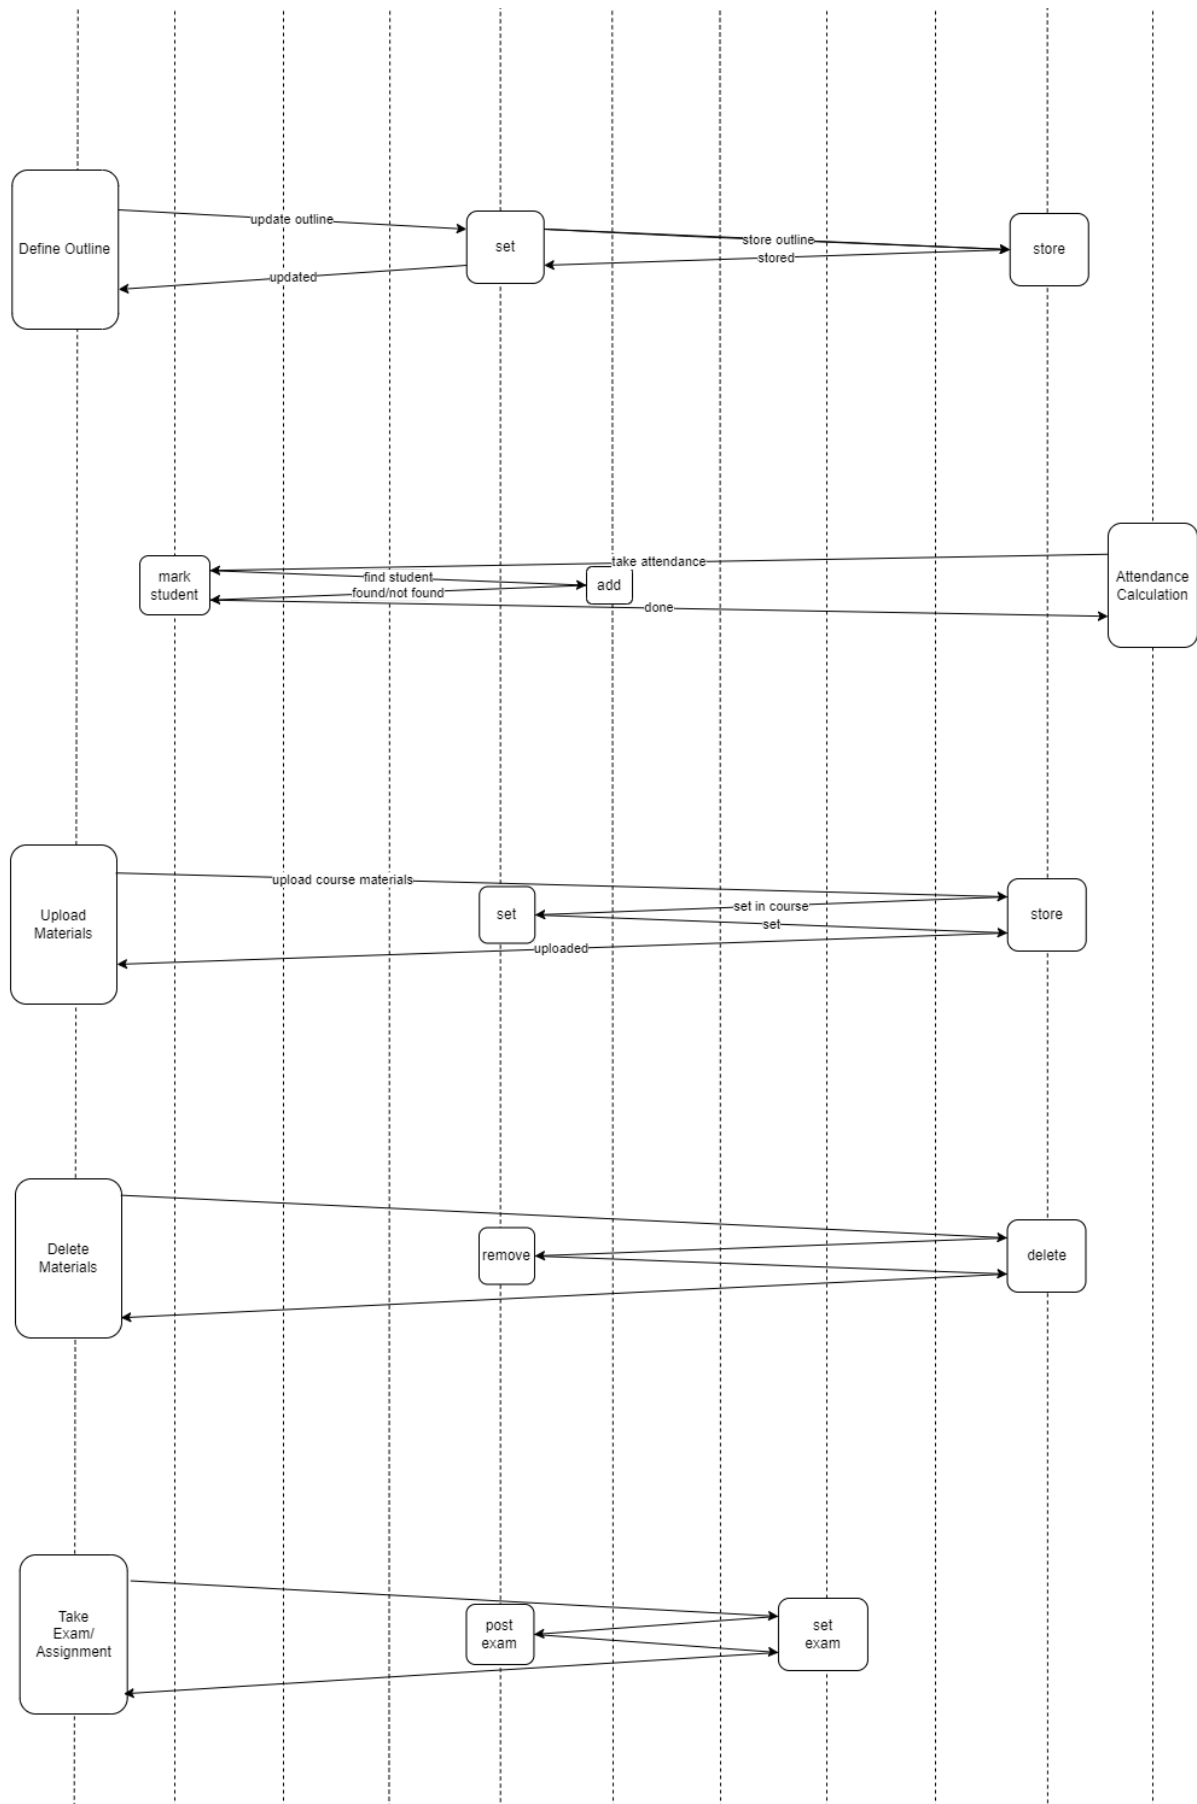 update outline
Define Outline
set
store outline
store
stored
updated
take attendance
mark
student
find student
add
Attendance
Calculation
found/not found
done
upload course materials
Upload
Materials
set
set in course
store
set
uploaded
Delete
Materials
remove
delete
Take
Exam/
Assignment
post
exam
set
exam